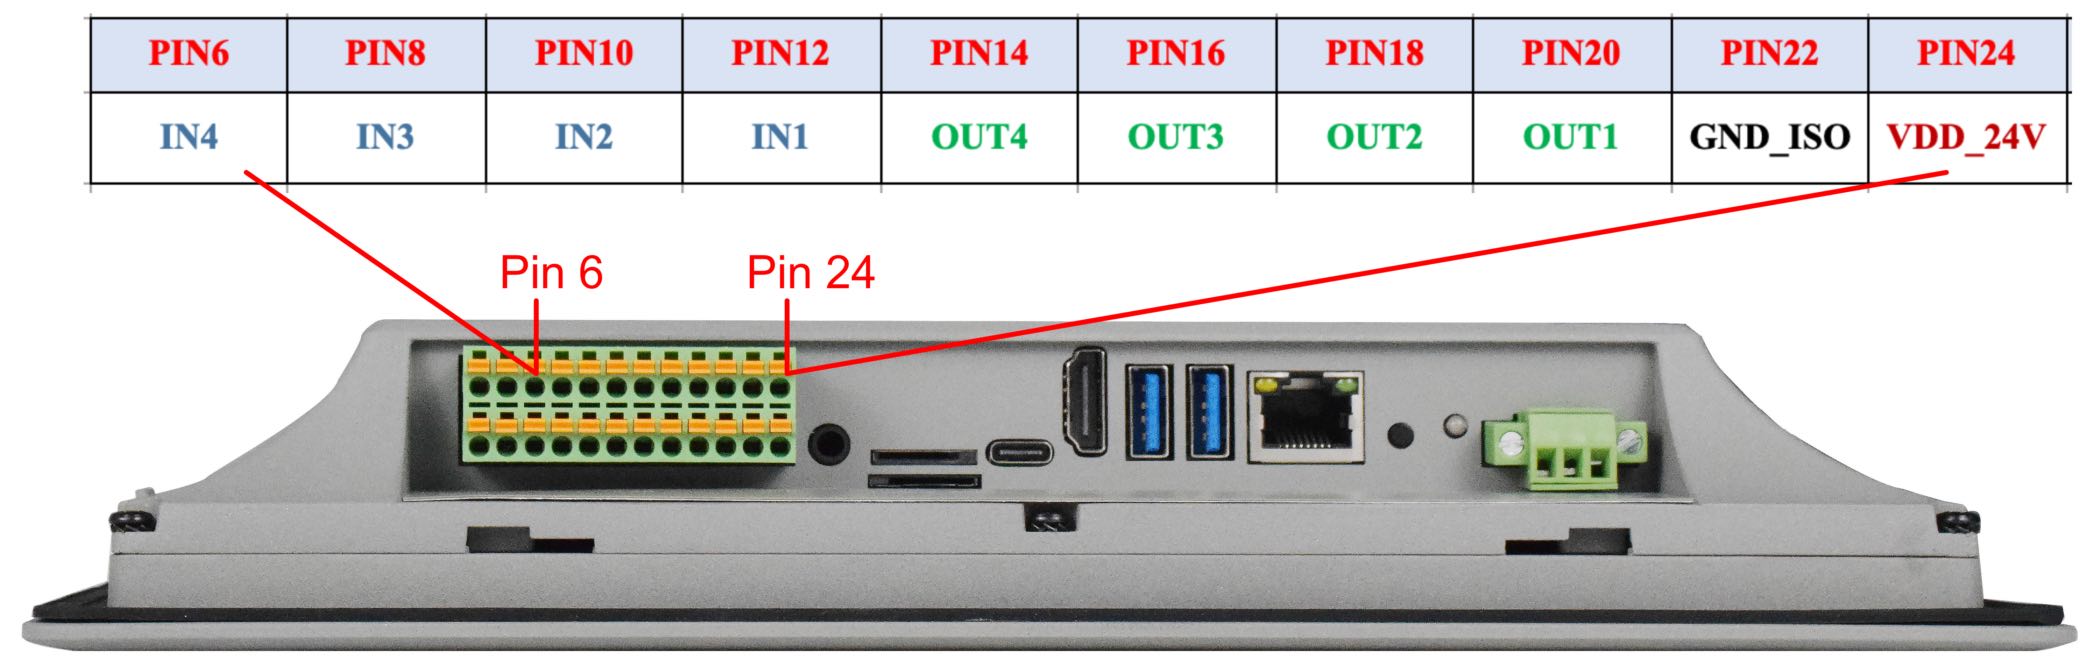 PIN6 PIN8 PIN10 PIN12 PIN14 PIN16 PIN18 PIN20 PIN22 PIN24
IN4 IN3 IN2 IN1 OUT4 OUT3 OUT2 OUT1 GND_ISO VDD_24V
Pin 6 Pin 24